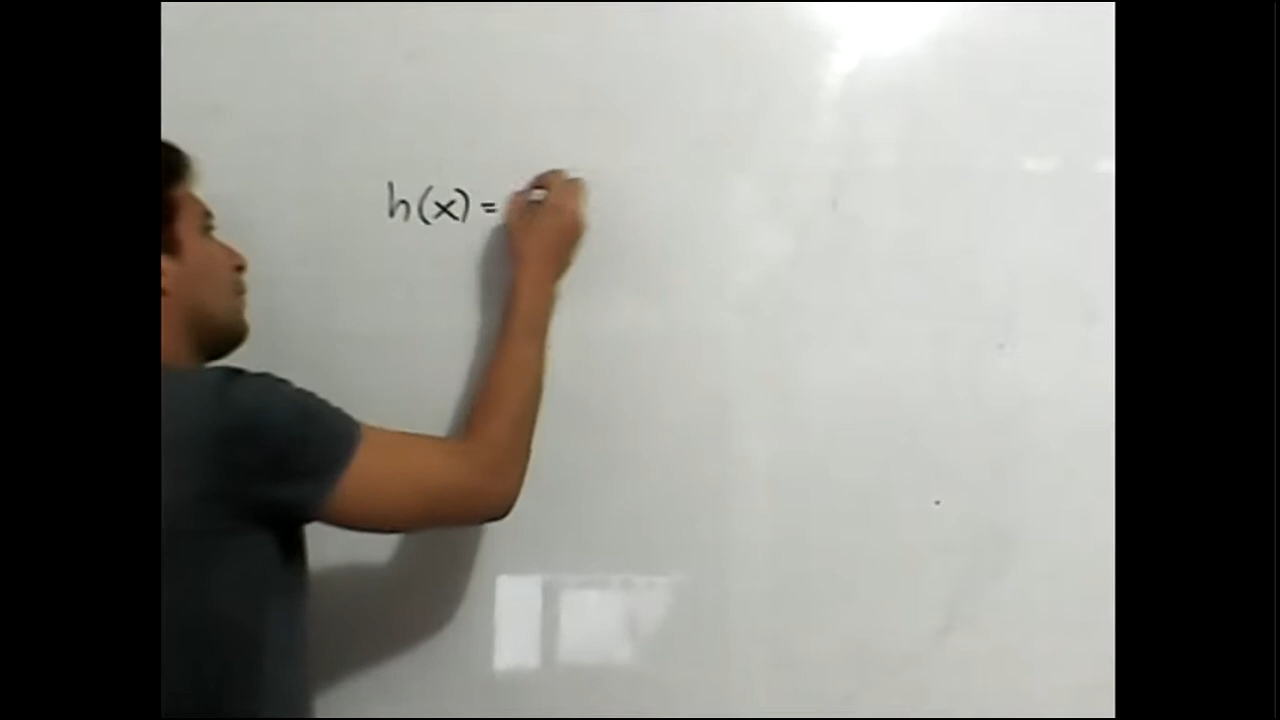 h(x) =